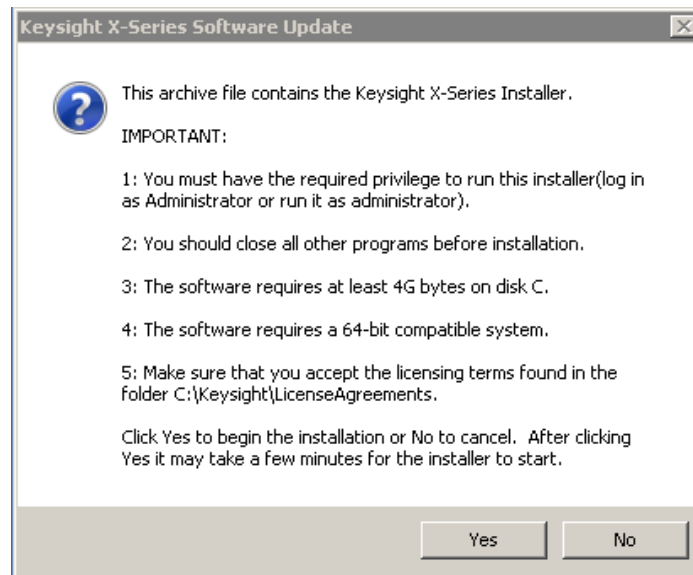 Keysight X-Series Software Update
This archive file contains the Keysight X-Series Installer.
IMPORTANT:
1: You must have the required privilege to run this installer(log in
as Administrator or run it as administrator).
2: You should close all other programs before installation.
3: The software requires at least 4G bytes on disk C.
4: The software requires a 64-bit compatible system.
5: Make sure that you accept the licensing terms found in the
folder C:\Keysight\LicenseAgreements.
Click Yes to begin the installation or No to cancel.  After clicking
Yes it may take a few minutes for the installer to start.
Yes
No